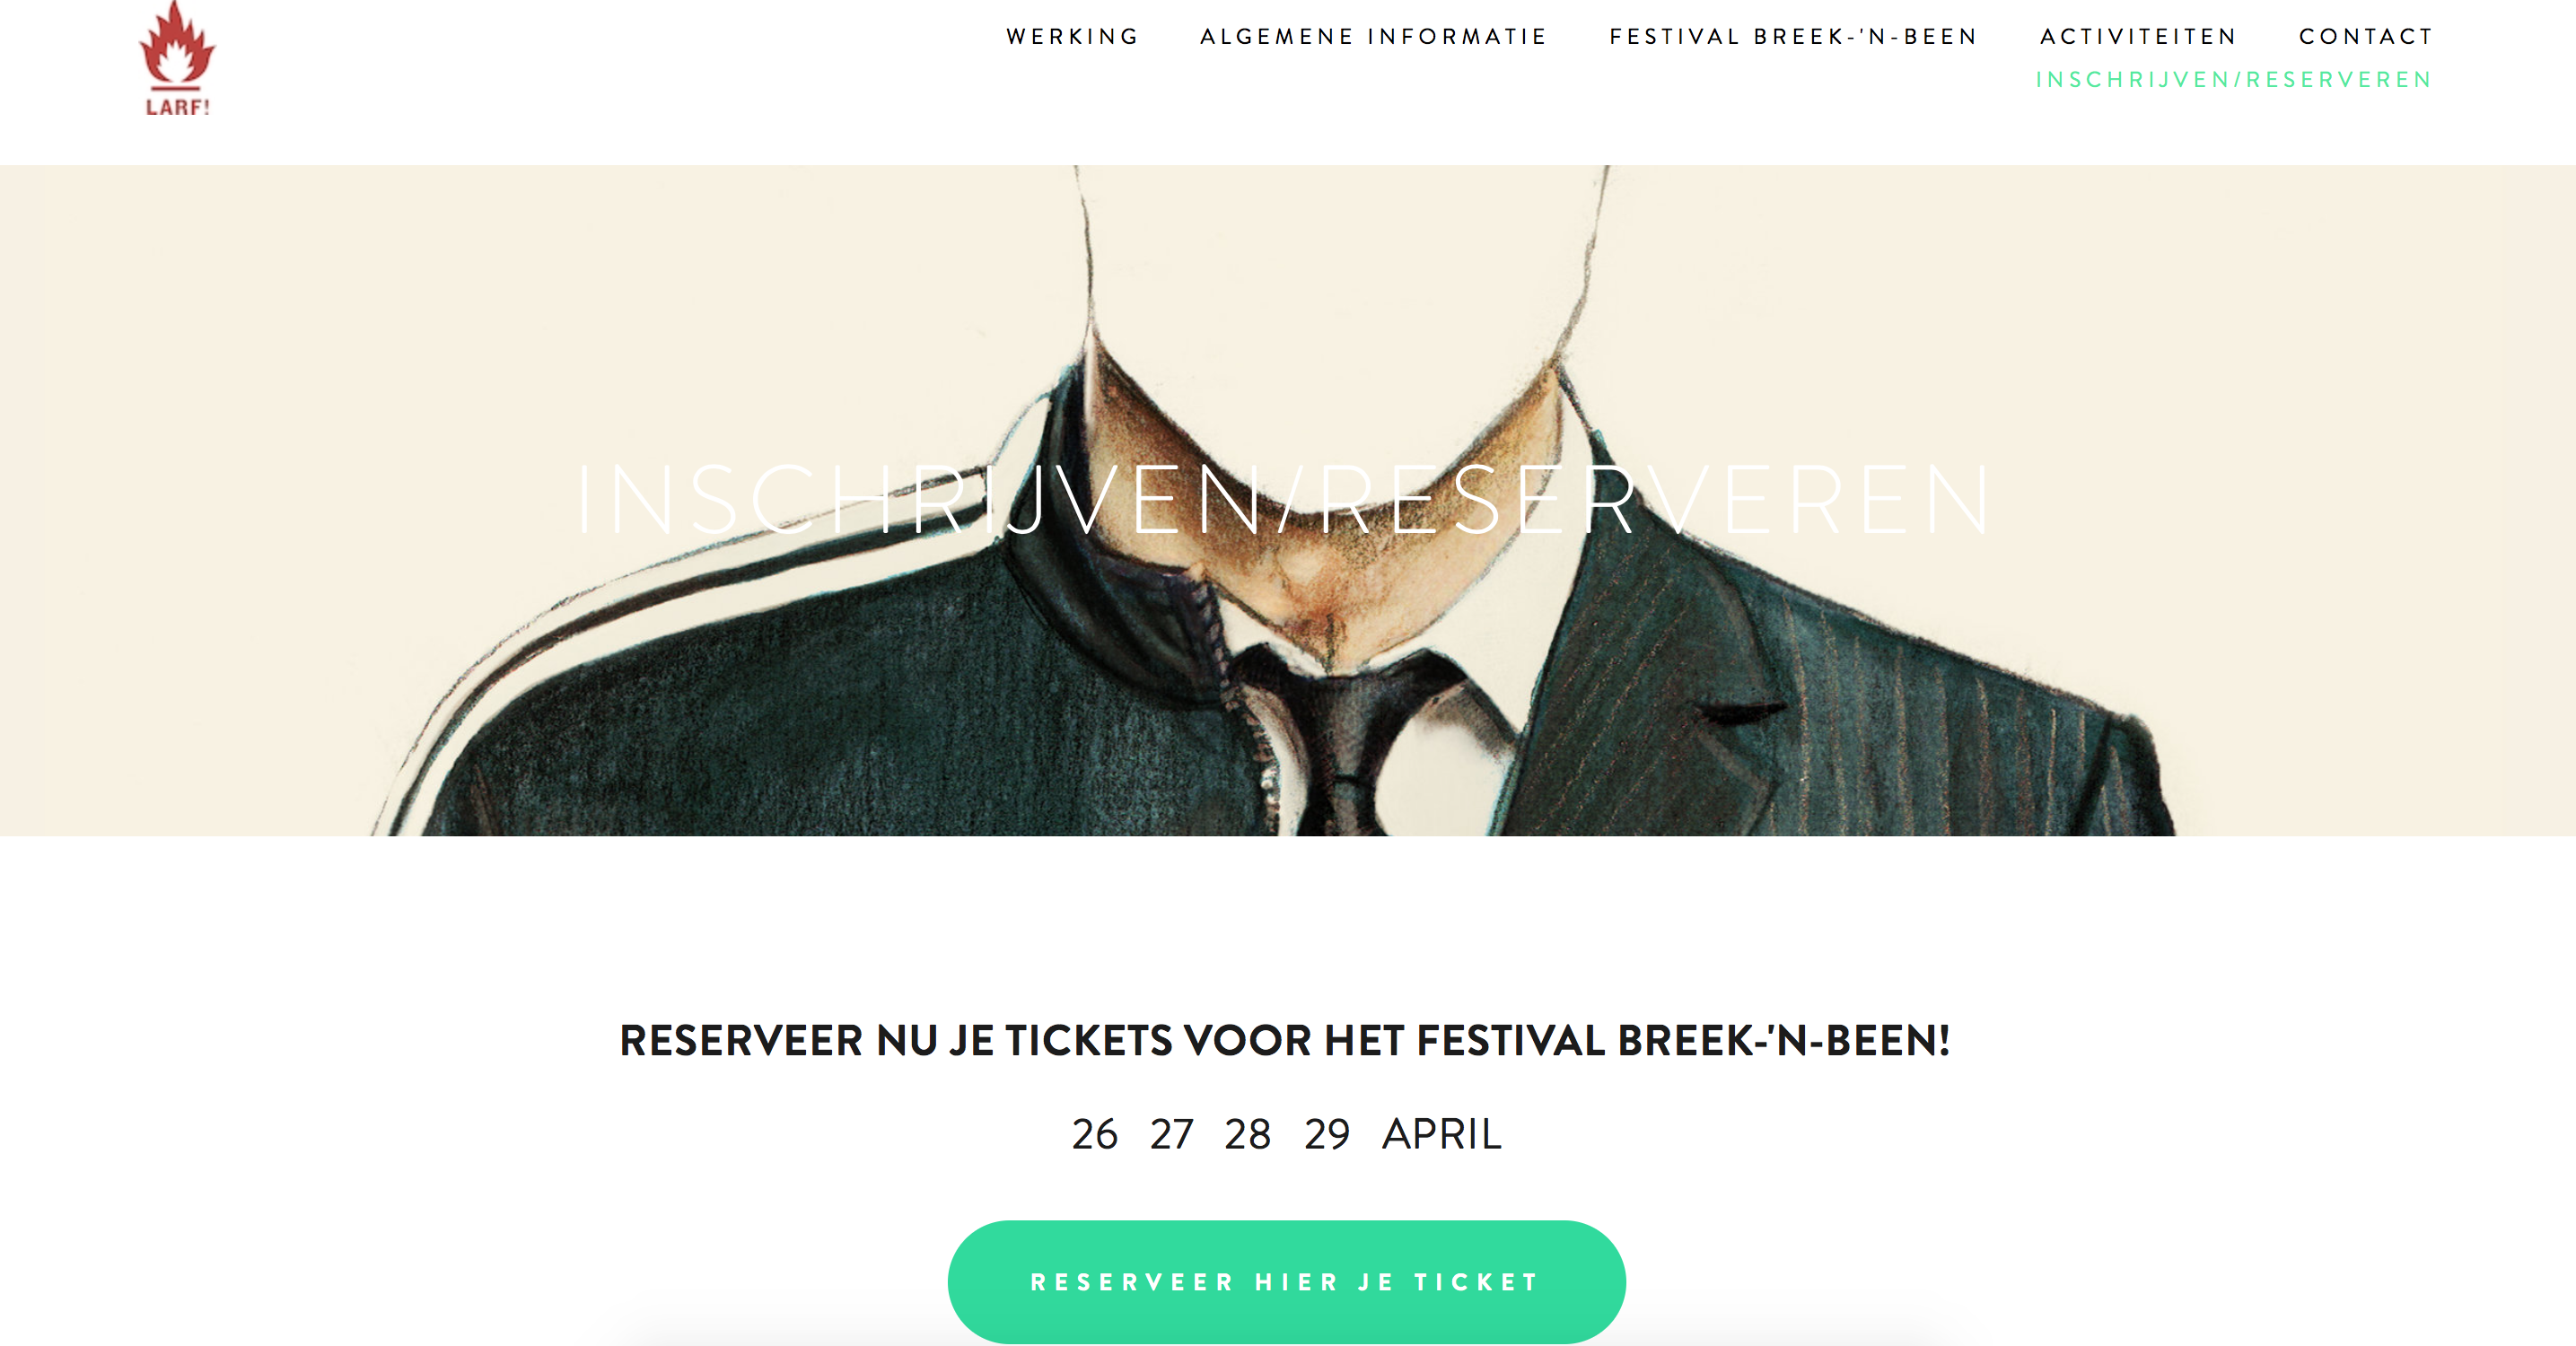 LARF!
WERKING ALGEMENE INFORMATIE FESTIVAL BREEK-'N-BEEN ACTIVITEITEN CONTACT
INSCHRIJVEN/RESERVEREN
INSCHRIJVEN/RESERVEREN
RESERVEER NU JE TICKETS VOOR HET FESTIVAL BREEK-'N-BEEN!
26 27 28 29 APRIL
RESERVEER HIER JE TICKET